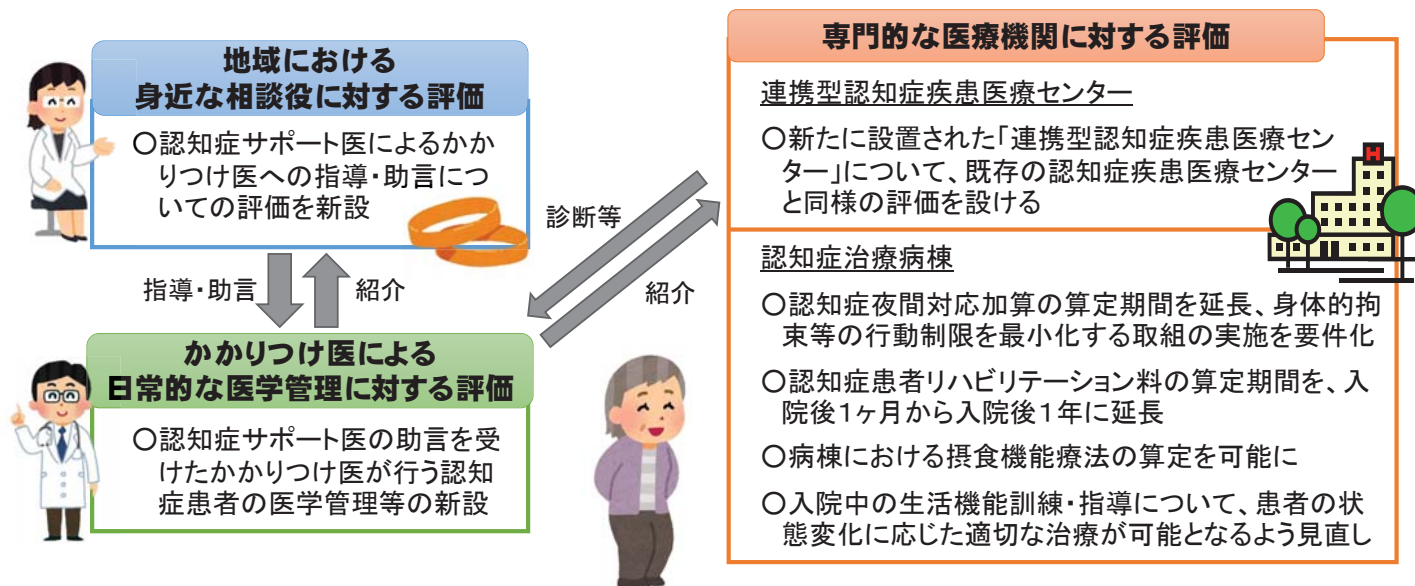 地域における
身近な相談役に対する評価
○認知症サポート医によるかか
りつけ医への指導・助言につ
いての評価を新設
指導・助言
紹介
かかりつけ医による
日常的な医学管理に対する評価
○認知症サポート医の助言を受
けたかかりつけ医が行う認知
症患者の医学管理等の新設
診断等
紹介
専門的な医療機関に対する評価
連携型認知症疾患医療センター
○新たに設置された「連携型認知症疾患医療セン
ター」について、既存の認知症疾患医療センター
と同様の評価を設ける
H
認知症治療病棟
○認知症夜間対応加算の算定期間を延長、身体的拘
束等の行動制限を最小化する取組の実施を要件化
○認知症患者リハビリテーション料の算定期間を、入
院後1ヶ月から入院後1年に延長
○病棟における摂食機能療法の算定を可能に
○入院中の生活機能訓練・指導について、患者の状
態変化に応じた適切な治療が可能となるよう見直し